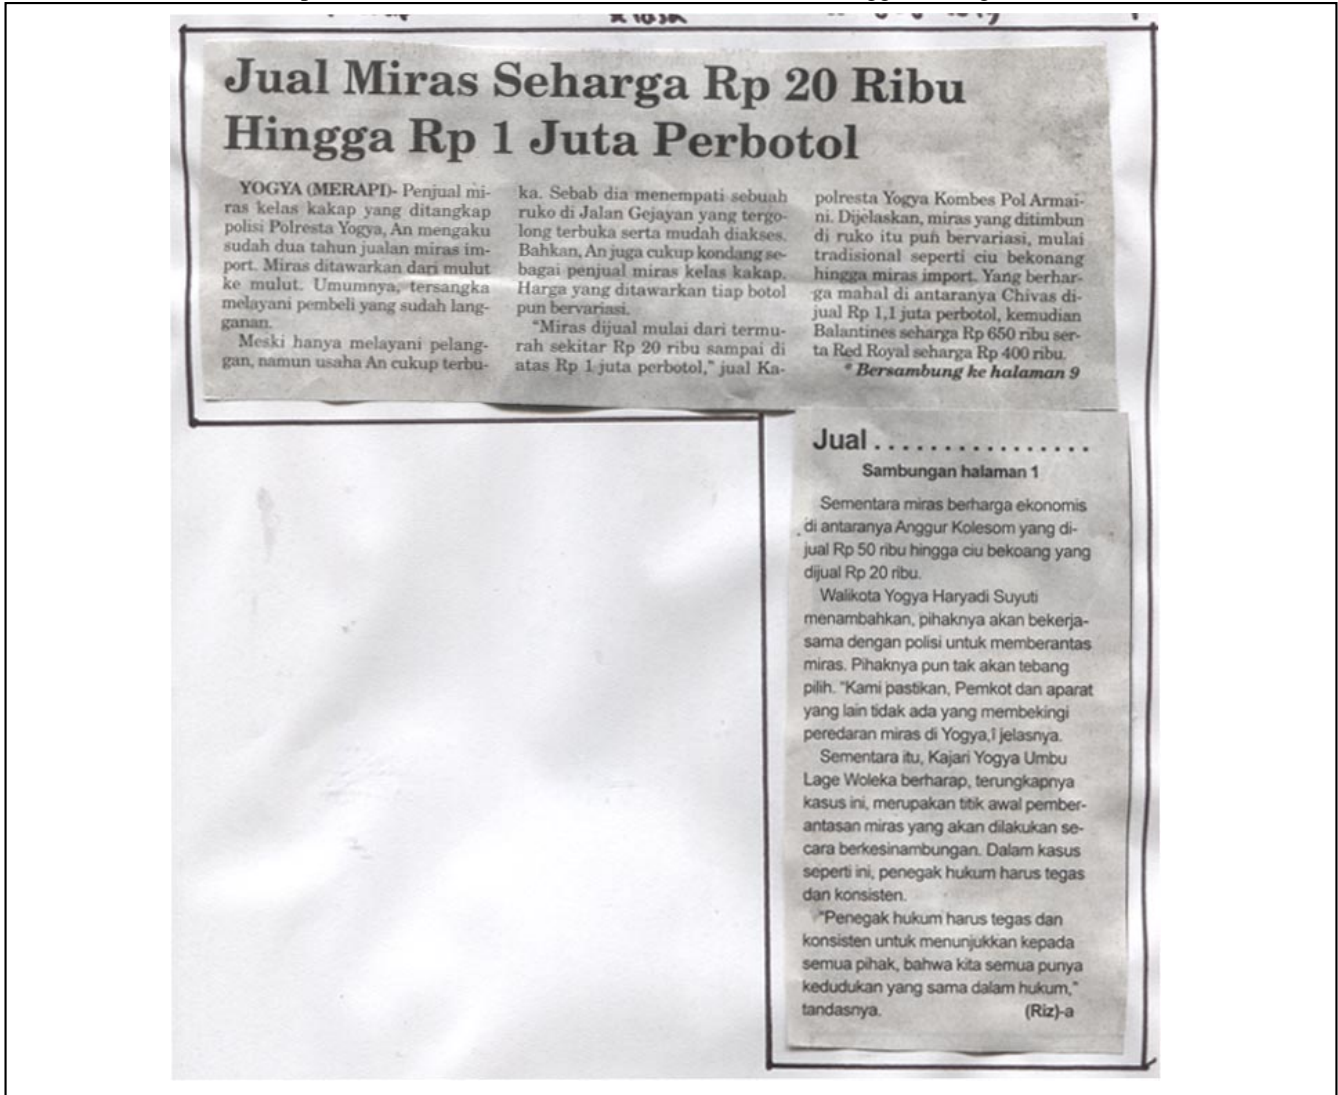 Jual Miras Seharga Rp 20 Ribu
Hingga Rp 1 Juta Perbotol
YOGYA (MERAPI)- Penjual mi-
ras kelas kakap yang ditangkap
polisi Polresta Yogya, An mengaku
sudah dua tahun jualan miras im-
port. Miras ditawarkan dari mulut
ke mulut. Umumnya, tersangka
melayani pembeli yang sudah lang-
ganan.
Meski hanya melayani pelang-
gan, namun usaha An cukup terbu-
ka. Sebab dia menempati sebuah
ruko di Jalan Gejayan yang tergo-
long terbuka serta mudah diakses.
Bahkan, An juga cukup kondang se-
bagai penjual miras kelas kakap.
Harga yang ditawarkan tiap botol
pun bervariasi.
"Miras dijual mulai dari termu-
rah sekitar Rp 20 ribu sampai di
atas Rp 1 juta perbotol," jual Ka-
polresta Yogya Kombes Pol Armai-
ni. Dijelaskan, miras yang ditimbun
di ruko itu pun bervariasi, mulai
tradisional seperti ciu bekonang
hingga miras import. Yang berhar-
ga mahal di antaranya Chivas di-
jual Rp 1,1 juta perbotol, kemudian
Balantines seharga Rp 650 ribu ser-
ta Red Royal seharga Rp 400 ribu.
* Bersambung ke halaman 9
Jual . . . . . . . . . . . . . . . .
Sambungan halaman 1
Sementara miras berharga ekonomis
di antaranya Anggur Kolesom yang di-
jual Rp 50 ribu hingga ciu bekoang yang
dijual Rp 20 ribu.
Walikota Yogya Haryadi Suyuti
menambahkan, pihaknya akan bekerja-
sama dengan polisi untuk memberantas
miras. Pihaknya pun tak akan tebang
pilih. "Kami pastikan, Pemkot dan aparat
yang lain tidak ada yang membekingi
peredaran miras di Yogya,î jelasnya.
Sementara itu, Kajari Yogya Umbu
Lage Woleka berharap, terungkapnya
kasus ini, merupakan titik awal pember-
antasan miras yang akan dilakukan se-
cara berkesinambungan. Dalam kasus
seperti ini, penegak hukum harus tegas
dan konsisten.
"Penegak hukum harus tegas dan
konsisten untuk menunjukkan kepada
semua pihak, bahwa kita semua punya
kedudukan yang sama dalam hukum,"
tandasnya. (Riz)-a